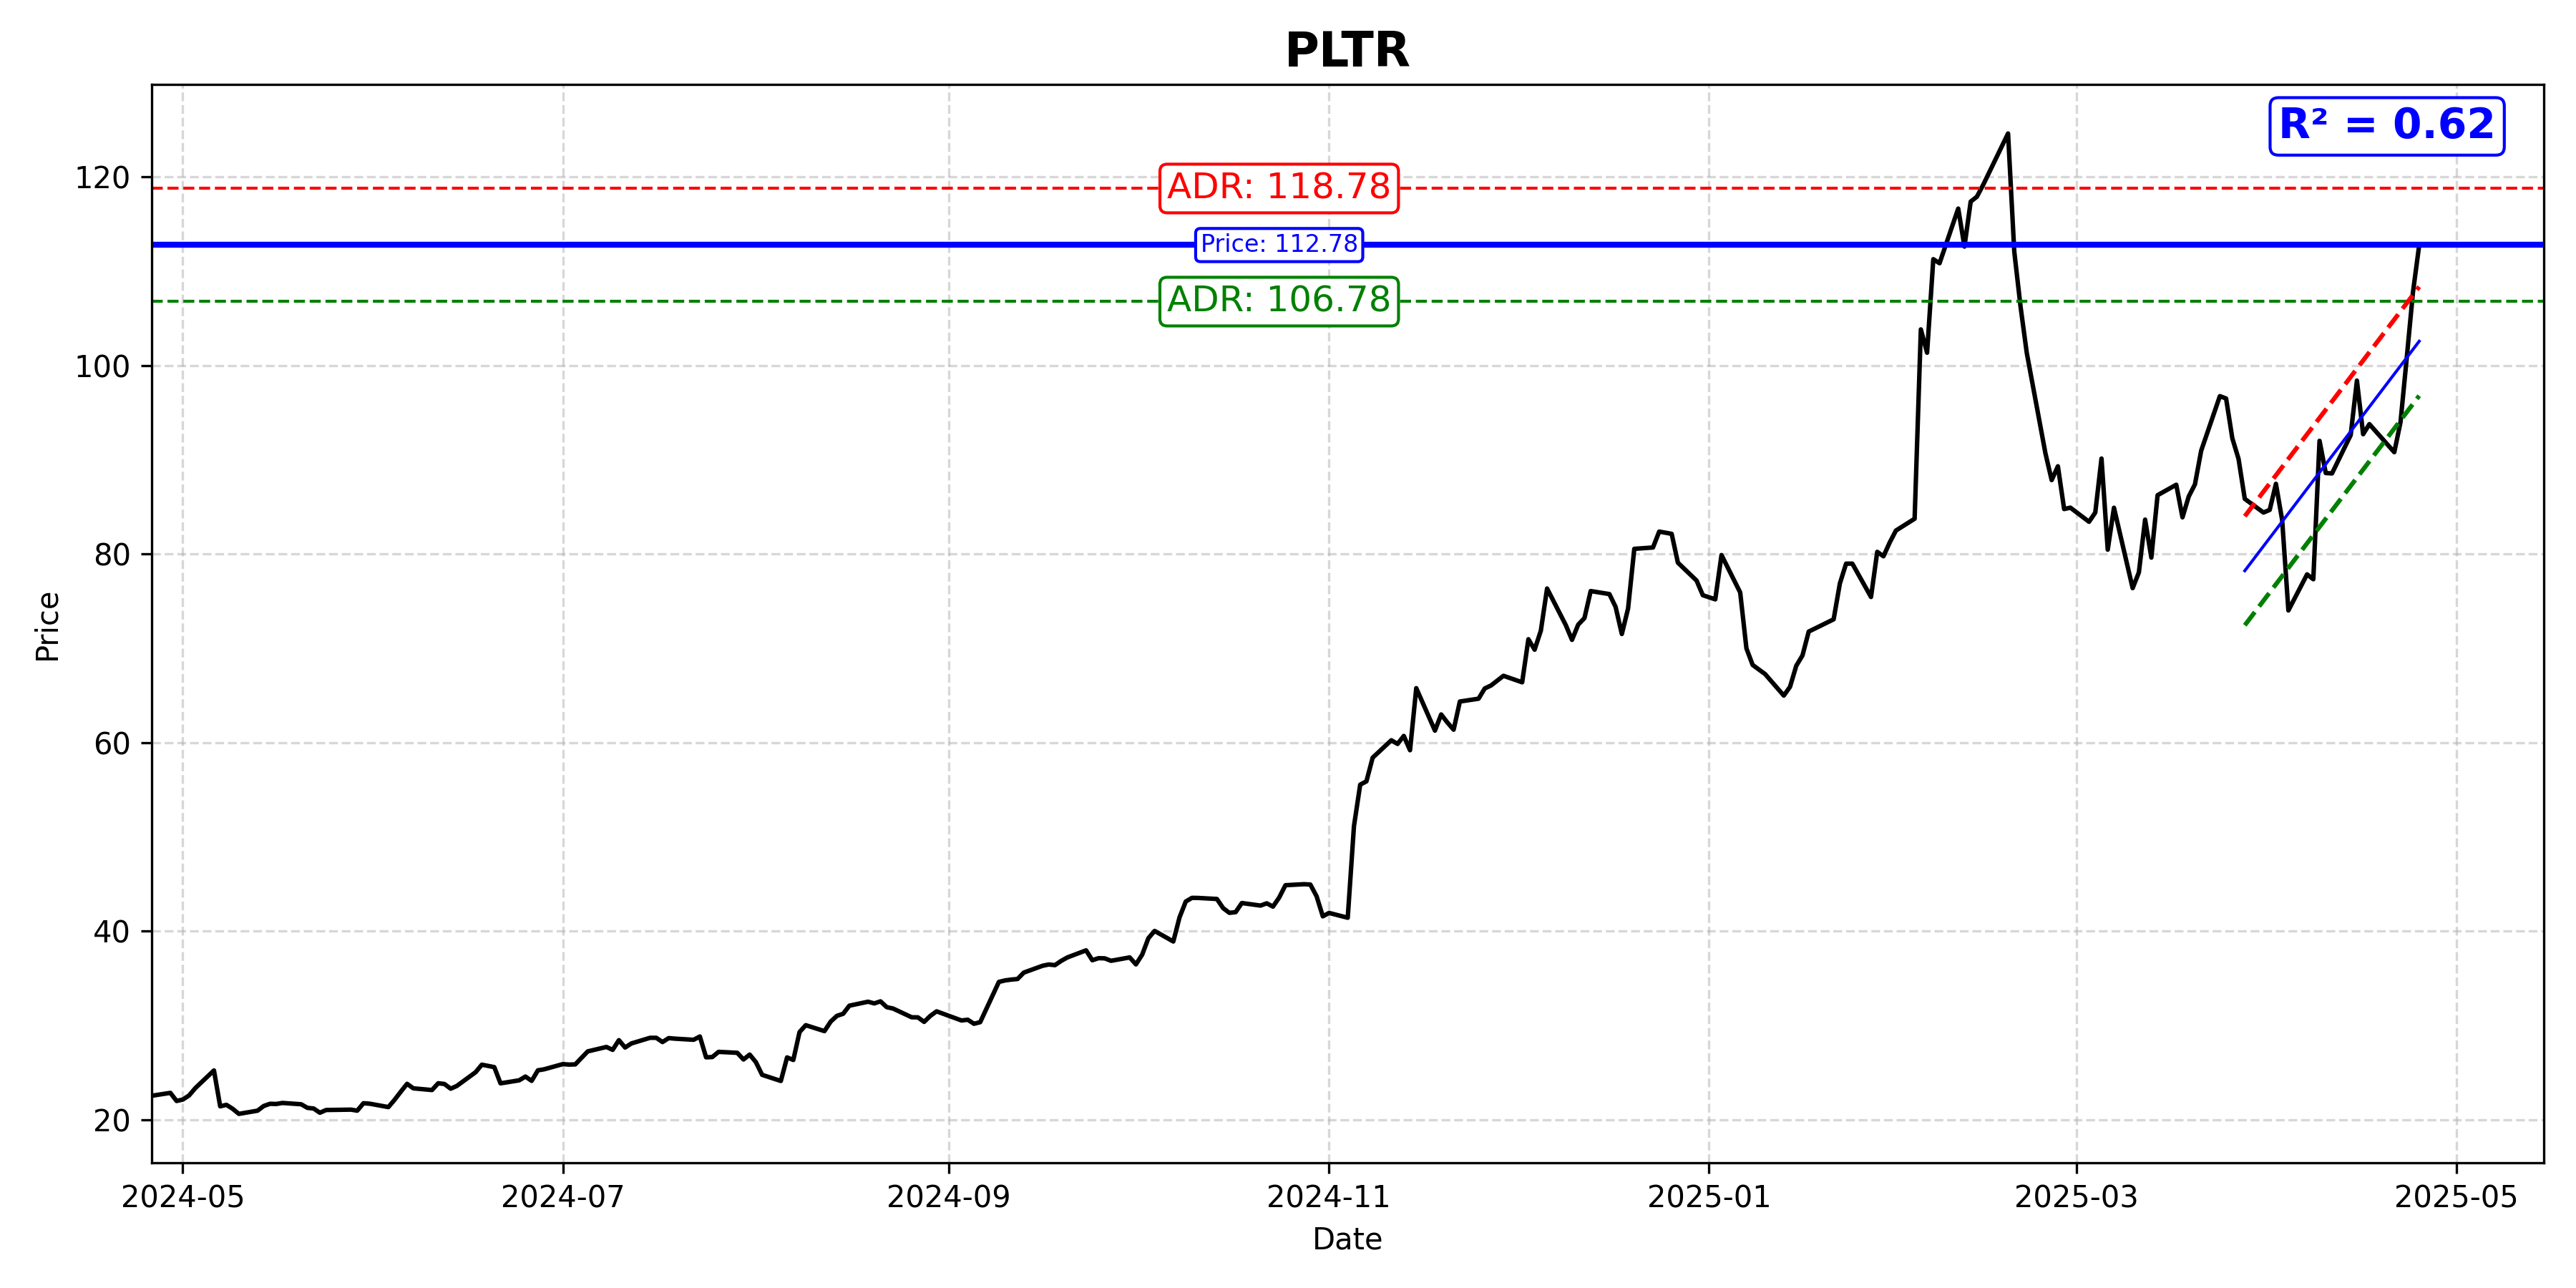 PLTR
R² = 0.62
120
ADR: 118.78
Price: 112.78
ADR: 106.78
100
80
Price
60
40
20
2024-05 2024-07 2024-09 2024-11 2025-01 2025-03 2025-05
Date